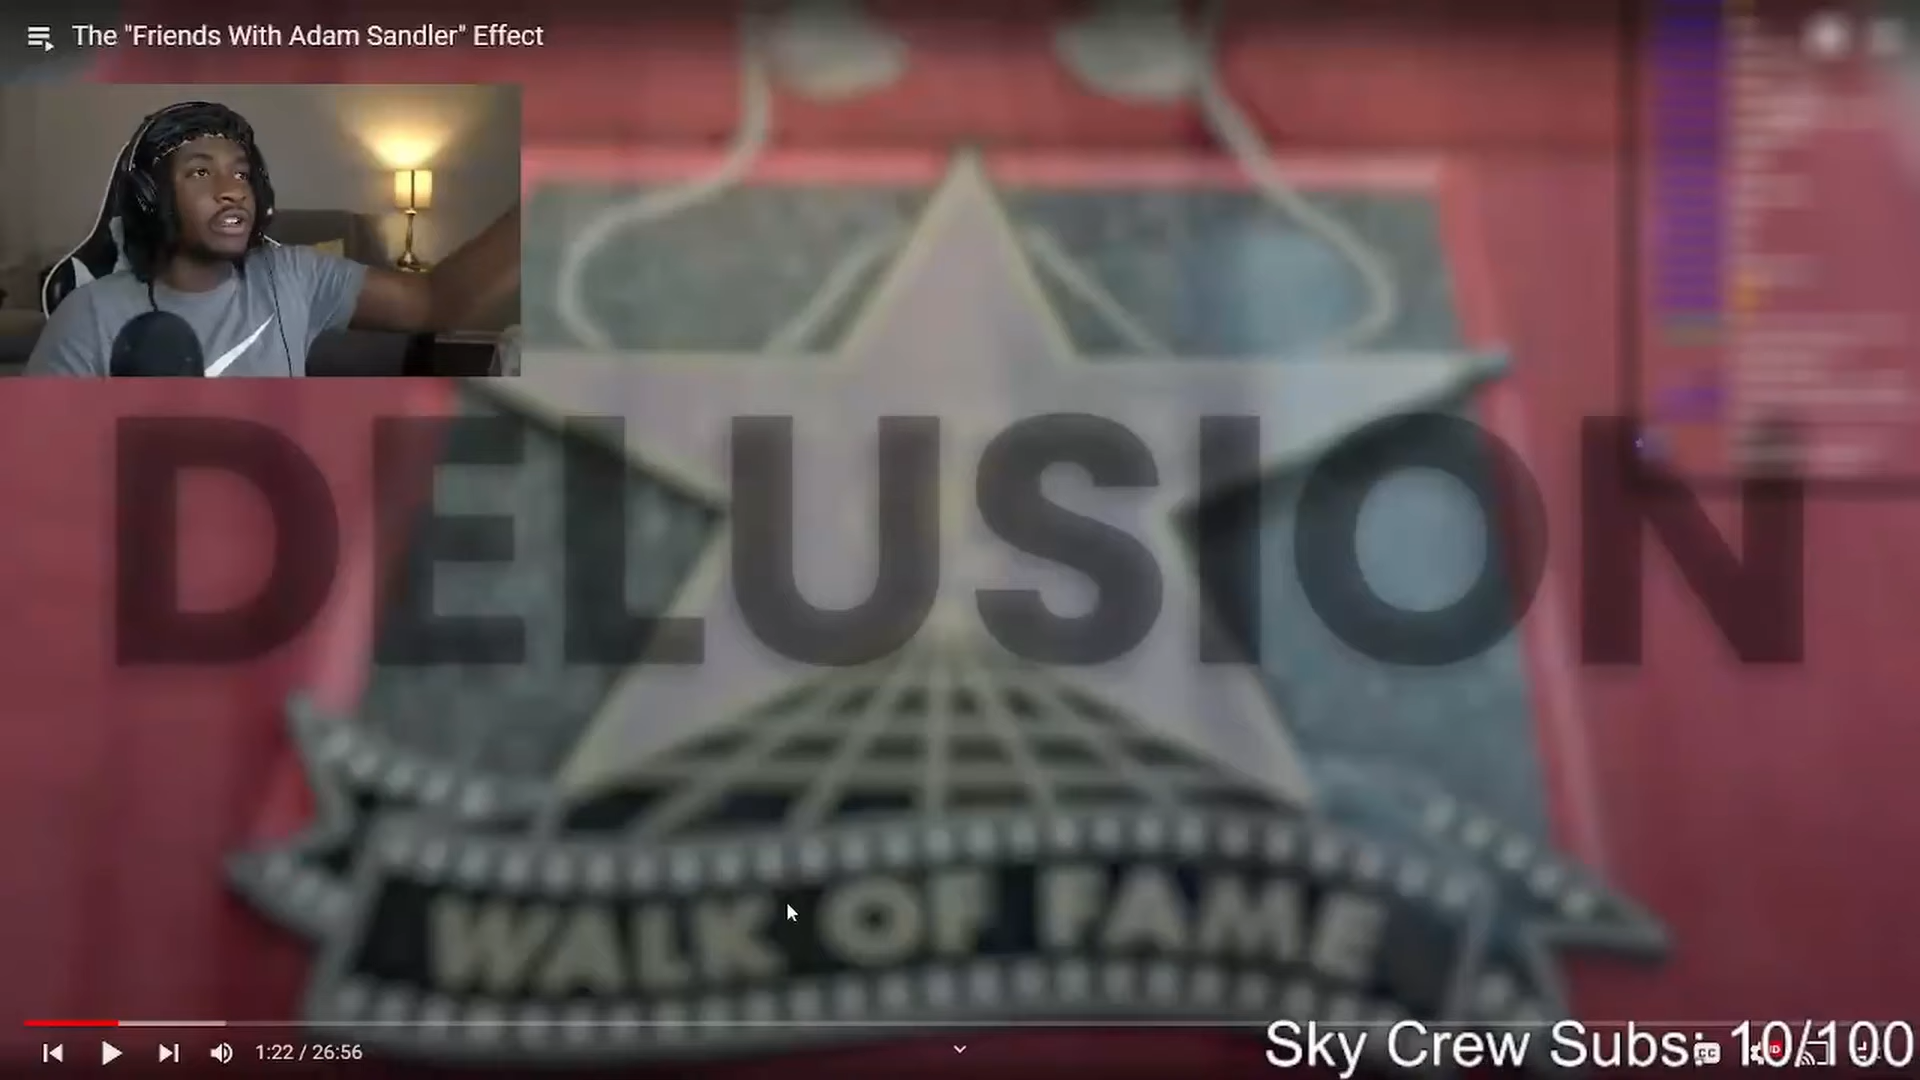 The "Friends With Adam Sandler" Effect
DELUSION
WALK OF FAME
1:22 / 26:56
Sky Crew Subs: 10/100